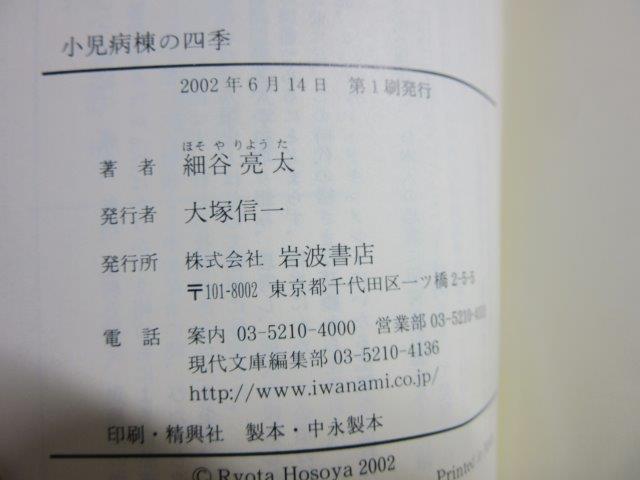 小児病棟の四季
2002年6月14日 第1刷発行
ほそ や りょう た
著者 細谷亮太
発行者 大塚信一
発行所 株式会社 岩波書店
〒101-8002 東京都千代田区一ツ橋2-5-5
電話 案内 03-5210-4000 営業部 03-5210-
現代文庫編集部 03-5210-4136
http://www.iwanami.co.jp/
印刷・精興社 製本・中永製本
© Ryota Hosoya 2002 Printed in